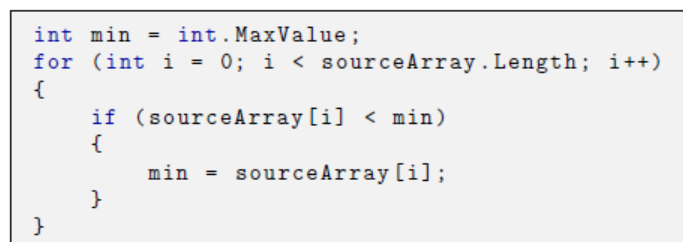 int min = int.MaxValue;
for (int i = 0; i < sourceArray.Length; i++)
{
    if (sourceArray[i] < min)
    {
        min = sourceArray[i];
    }
}